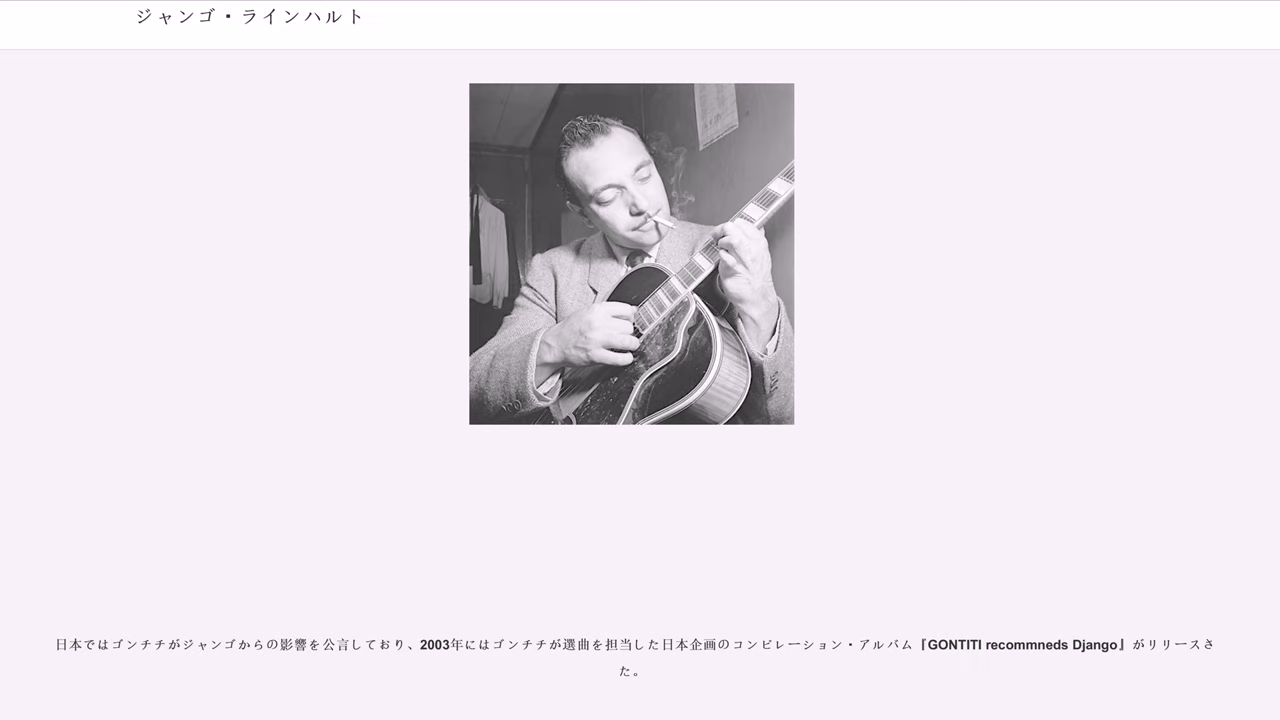 ジャンゴ・ラインハルト
日本ではゴンチチがジャンゴからの影響を公言しており、2003年にはゴンチチが選曲を担当した日本企画のコンピレーション・アルバム『GONTITI recommneds Django』がリリースさ
た。